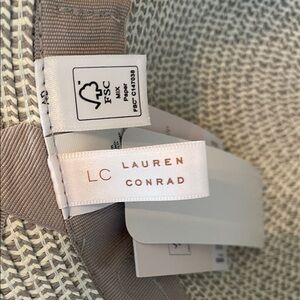 FSC
MIX
Paper
FSC® C147038
LC LAUREN
CONRAD